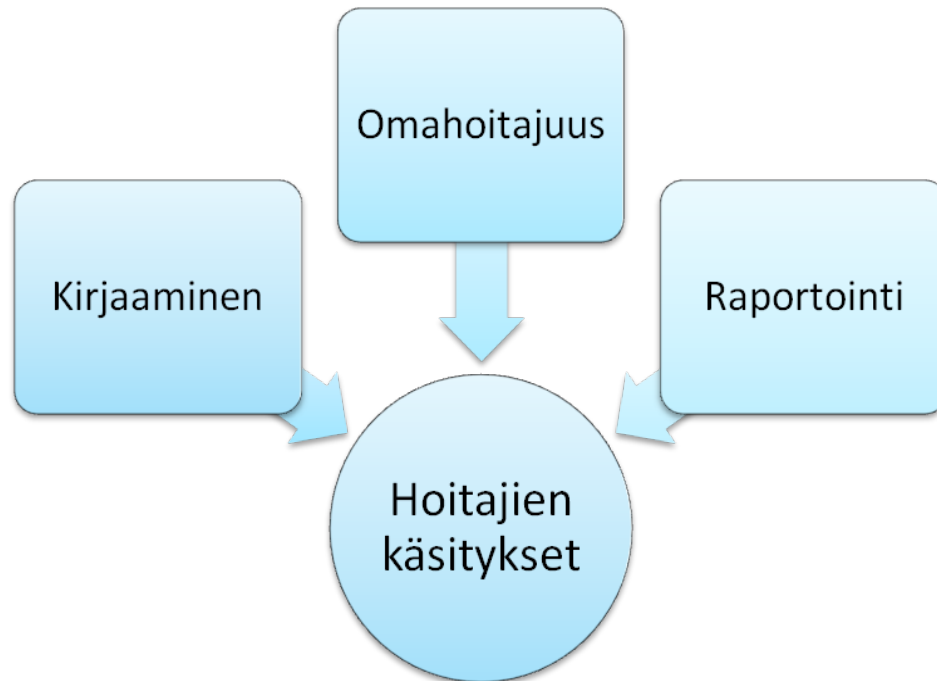 Omahoitajuus
Kirjaaminen
Raportointi
Hoitajien
käsitykset